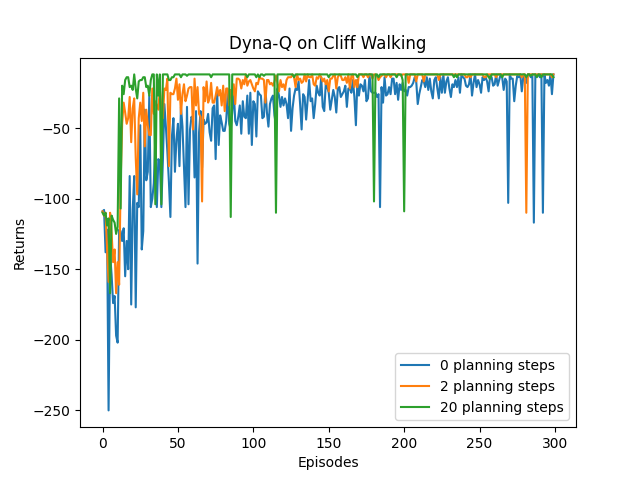 Dyna-Q on Cliff Walking
Returns
−50
−100
−150
−200
−250
0 planning steps
2 planning steps
20 planning steps
0 50 100 150 200 250 300
Episodes